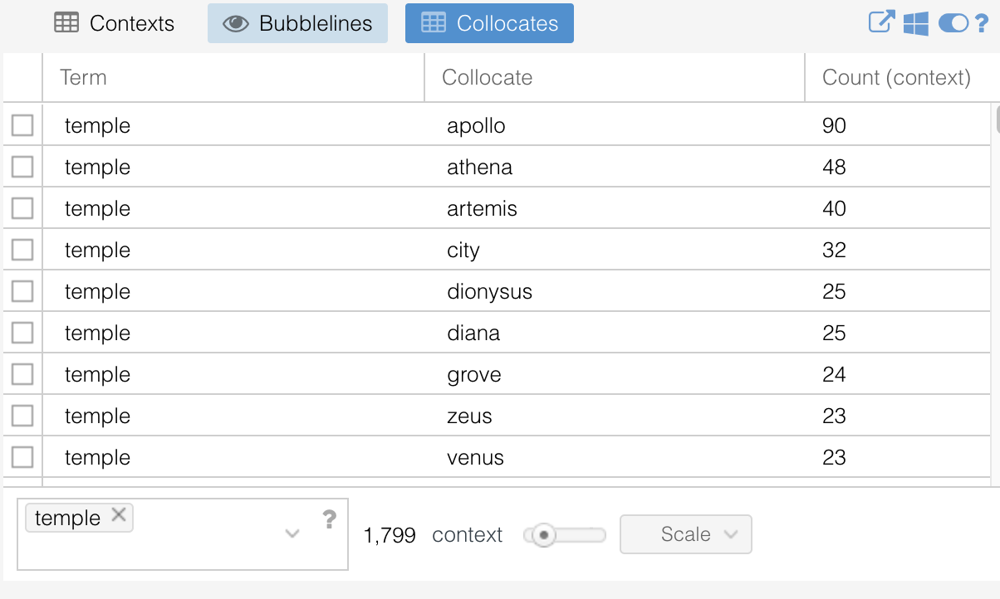 Contexts Bubblelines Collocates ?
Term Collocate Count (context)
temple apollo 90
temple athena 48
temple artemis 40
temple city 32
temple dionysus 25
temple diana 25
temple grove 24
temple zeus 23
temple venus 23
temple ? 1,799 context Scale